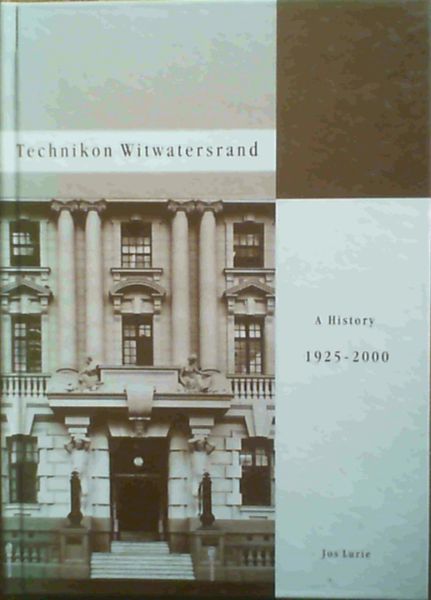 Technikon Witwatersrand
A History
1925-2000
Jos Lurie